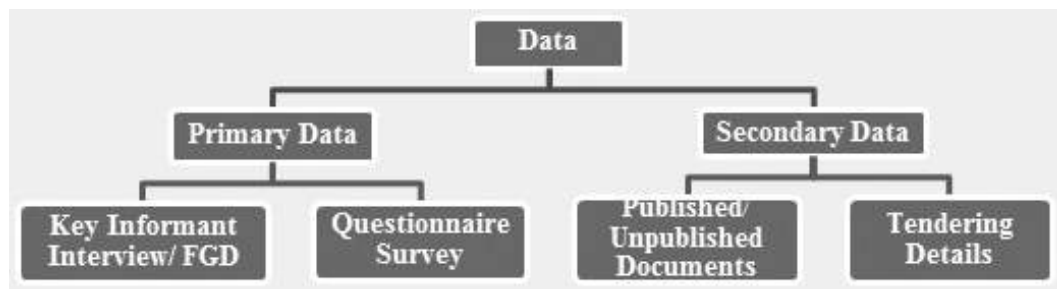 Data
Primary Data
Secondary Data
Key Informant
Interview/ FGD
Questionnaire
Survey
Published/
Unpublished
Documents
Tendering
Details